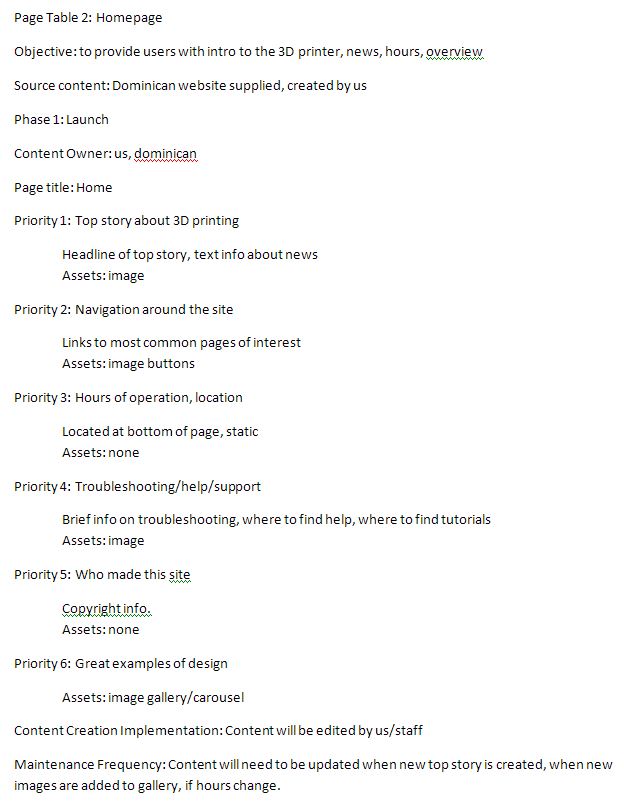 Page Table 2: Homepage
Objective: to provide users with intro to the 3D printer, news, hours, overview
Source content: Dominican website supplied, created by us
Phase 1: Launch
Content Owner: us, dominican
Page title: Home
Priority 1: Top story about 3D printing
Headline of top story, text info about news
Assets: image
Priority 2: Navigation around the site
Links to most common pages of interest
Assets: image buttons
Priority 3: Hours of operation, location
Located at bottom of page, static
Assets: none
Priority 4: Troubleshooting/help/support
Brief info on troubleshooting, where to find help, where to find tutorials
Assets: image
Priority 5: Who made this site
Copyright info.
Assets: none
Priority 6: Great examples of design
Assets: image gallery/carousel
Content Creation Implementation: Content will be edited by us/staff
Maintenance Frequency: Content will need to be updated when new top story is created, when new
images are added to gallery, if hours change.